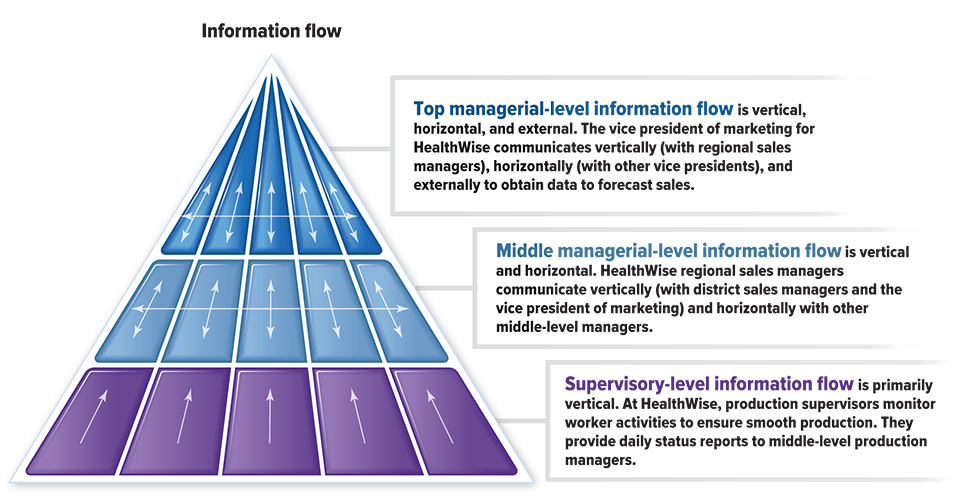 Information flow
Top managerial-level information flow is vertical,
horizontal, and external. The vice president of marketing for
HealthWise communicates vertically (with regional sales
managers), horizontally (with other vice presidents), and
externally to obtain data to forecast sales.
Middle managerial-level information flow is vertical
and horizontal. HealthWise regional sales managers
communicate vertically (with district sales managers and the
vice president of marketing) and horizontally with other
middle-level managers.
Supervisory-level information flow is primarily
vertical. At HealthWise, production supervisors monitor
worker activities to ensure smooth production. They
provide daily status reports to middle-level production
managers.